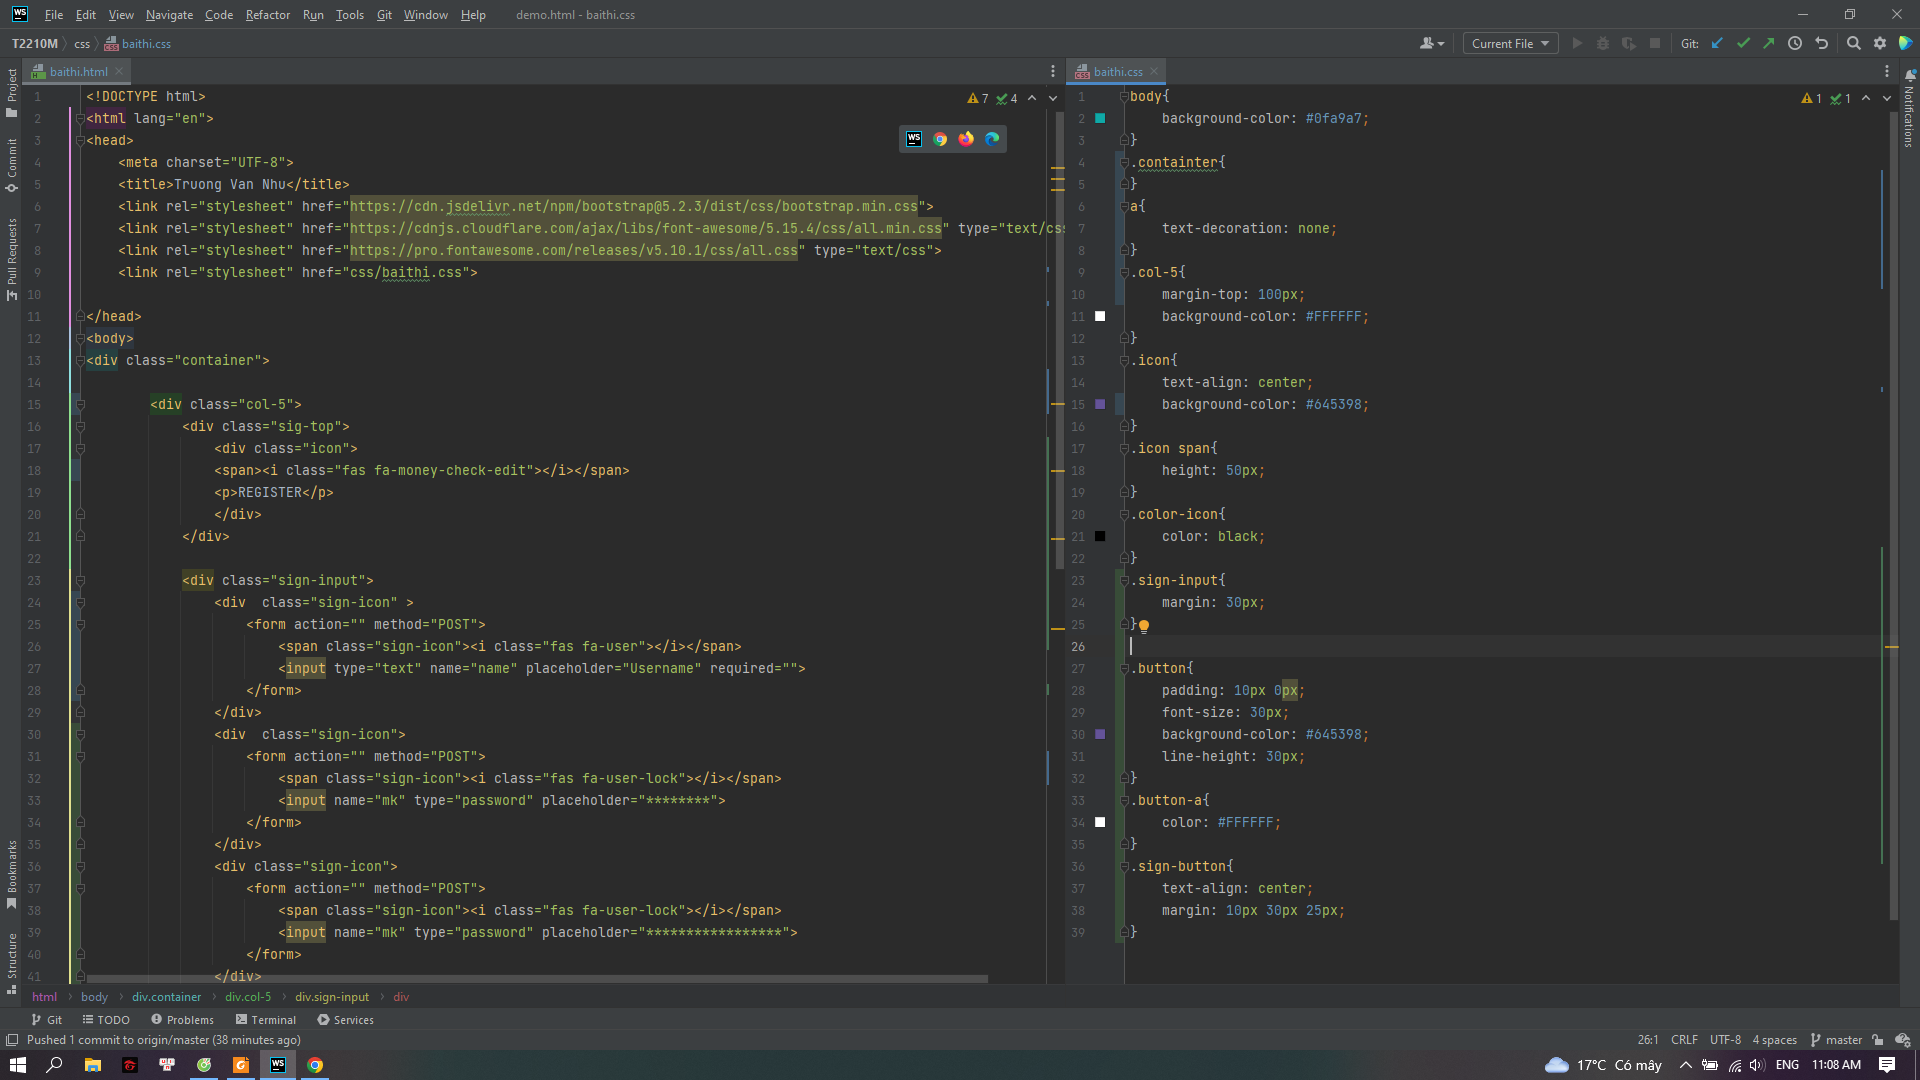 WS File Edit View Navigate Code Refactor Run Tools Git Window Help demo.html - baithi.css
T2210M css baithi.css Current File Git:
baithi.html
baithi.css
Project
Commit
Pull Requests
Bookmarks
Structure
Notifications
7 4
1 <!DOCTYPE html>
2 <html lang="en">
3 <head>
4 <meta charset="UTF-8">
5 <title>Truong Van Nhu</title>
6 <link rel="stylesheet" href="https://cdn.jsdelivr.net/npm/bootstrap@5.2.3/dist/css/bootstrap.min.css">
7 <link rel="stylesheet" href="https://cdnjs.cloudflare.com/ajax/libs/font-awesome/5.15.4/css/all.min.css" type="text/css
8 <link rel="stylesheet" href="https://pro.fontawesome.com/releases/v5.10.1/css/all.css" type="text/css">
9 <link rel="stylesheet" href="css/baithi.css">
10
11 </head>
12 <body>
13 <div class="container">
14
15 <div class="col-5">
16 <div class="sig-top">
17 <div class="icon">
18 <span><i class="fas fa-money-check-edit"></i></span>
19 <p>REGISTER</p>
20 </div>
21 </div>
22
23 <div class="sign-input">
24 <div  class="sign-icon" >
25 <form action="" method="POST">
26 <span class="sign-icon"><i class="fas fa-user"></i></span>
27 <input type="text" name="name" placeholder="Username" required="">
28 </form>
29 </div>
30 <div  class="sign-icon">
31 <form action="" method="POST">
32 <span class="sign-icon"><i class="fas fa-user-lock"></i></span>
33 <input name="mk" type="password" placeholder="********">
34 </form>
35 </div>
36 <div class="sign-icon">
37 <form action="" method="POST">
38 <span class="sign-icon"><i class="fas fa-user-lock"></i></span>
39 <input name="mk" type="password" placeholder="*****************">
40 </form>
41 </div>
WS
1 1
1 body{
2 background-color: #0fa9a7;
3 }
4 .containter{
5 }
6 a{
7 text-decoration: none;
8 }
9 .col-5{
10 margin-top: 100px;
11 background-color: #FFFFFF;
12 }
13 .icon{
14 text-align: center;
15 background-color: #645398;
16 }
17 .icon span{
18 height: 50px;
19 }
20 .color-icon{
21 color: black;
22 }
23 .sign-input{
24 margin: 30px;
25 }
26
27 .button{
28 padding: 10px 0px;
29 font-size: 30px;
30 background-color: #645398;
31 line-height: 30px;
32 }
33 .button-a{
34 color: #FFFFFF;
35 }
36 .sign-button{
37 text-align: center;
38 margin: 10px 30px 25px;
39 }
html body div.container div.col-5 div.sign-input div
Git TODO Problems Terminal Services
Pushed 1 commit to origin/master (38 minutes ago) 26:1 CRLF UTF-8 4 spaces master
WS 17°C Có mây ENG 11:08 AM